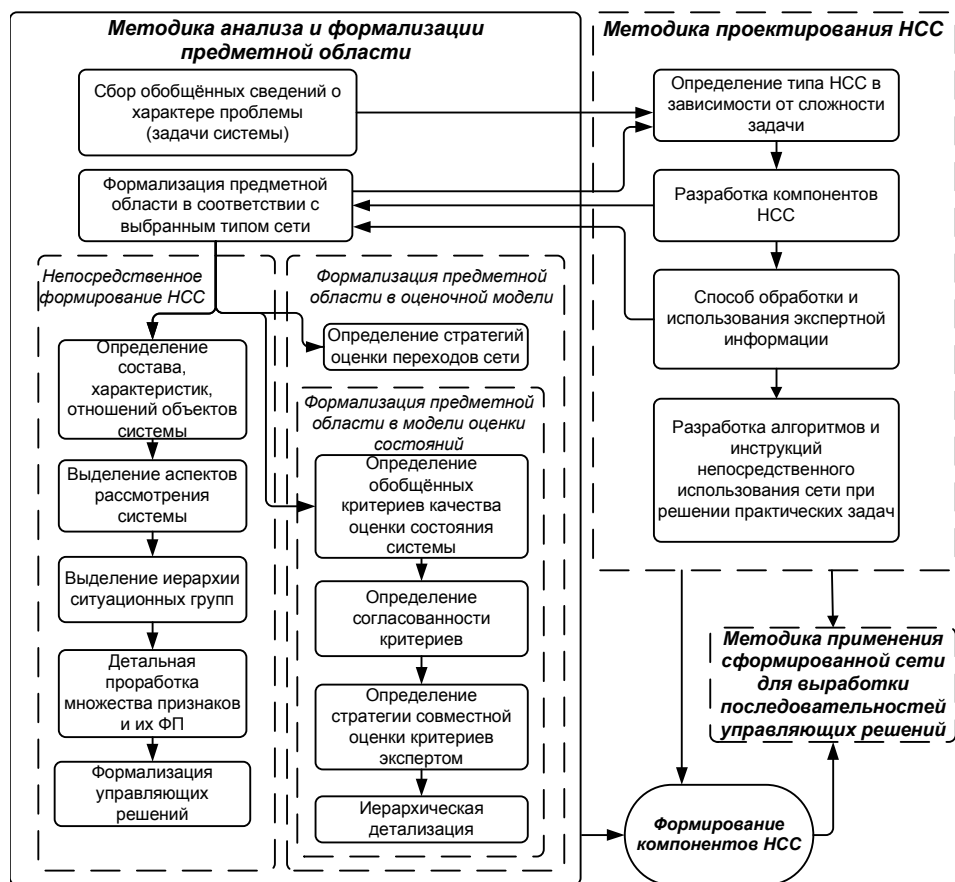 Методика анализа и формализации
предметной области
Сбор обобщённых сведений о
характере проблемы
(задачи системы)
Формализация предметной
области в соответствии с
выбранным типом сети
Непосредственное
формирование НСС
Определение
состава,
характеристик,
отношений объектов
системы
Выделение аспектов
рассмотрения
системы
Выделение иерархии
ситуационных групп
Детальная
проработка
множества признаков
и их ФП
Формализация
управляющих
решений
Формализация предметной
области в оценочной модели
Определение стратегий
оценки переходов сети
Формализация предметной
области в модели оценки
состояний
Определение
обобщённых
критериев качества
оценки состояния
системы
Определение
согласованности
критериев
Определение
стратегии совместной
оценки критериев
экспертом
Иерархическая
детализация
Методика проектирования НСС
Определение типа НСС в
зависимости от сложности
задачи
Разработка компонентов
НСС
Способ обработки и
использования экспертной
информации
Разработка алгоритмов и
инструкций
непосредственного
использования сети при
решении практических задач
Методика применения
сформированной сети
для выработки
последовательностей
управляющих решений
Формирование
компонентов НСС